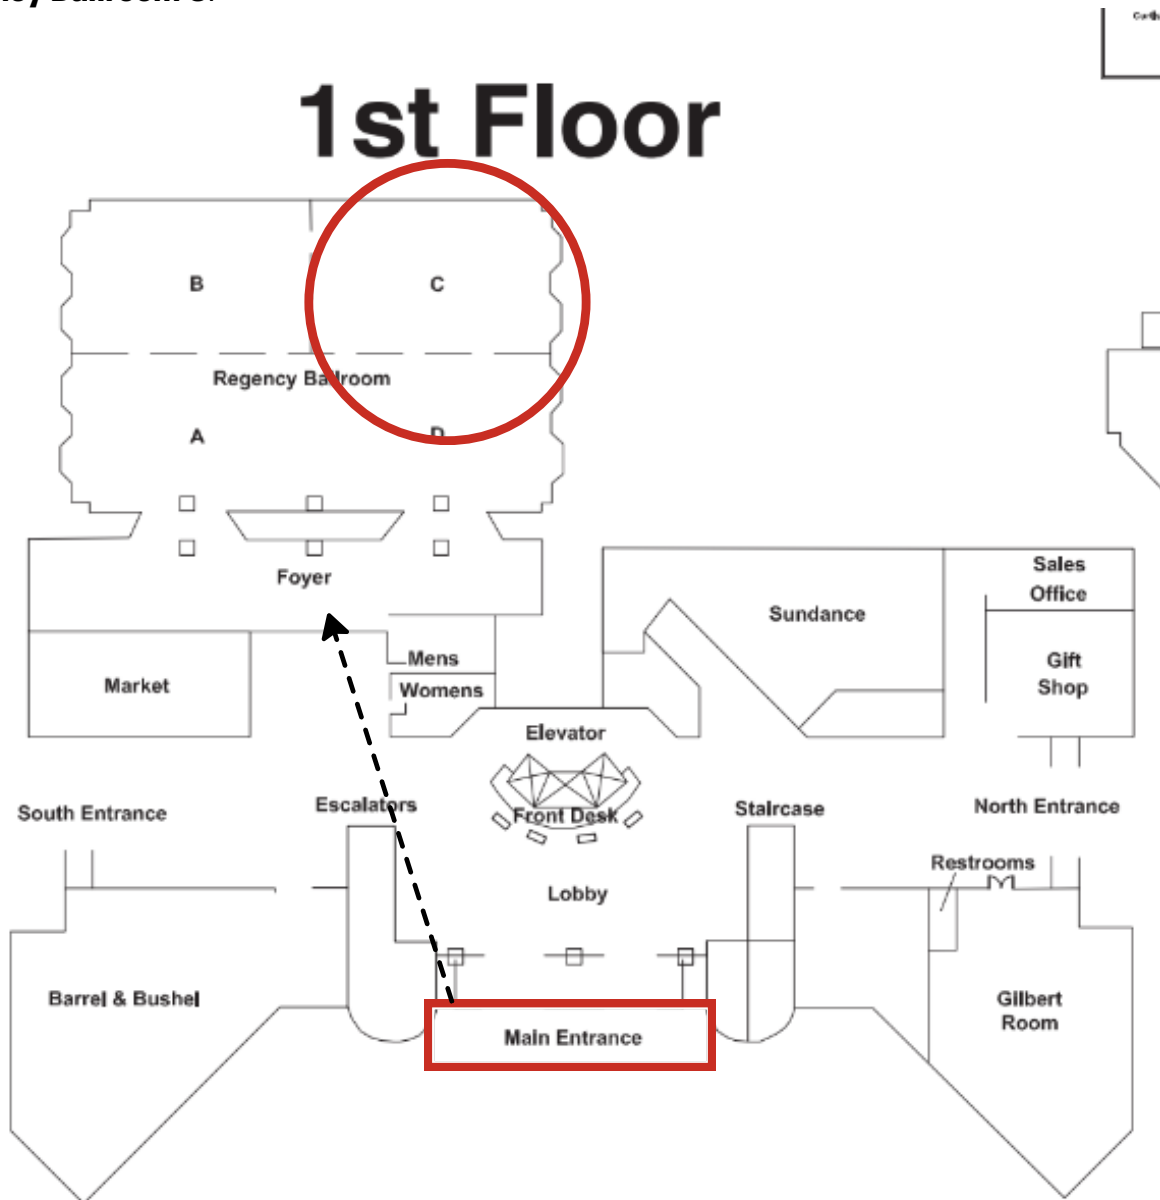 1st Floor
B
C
Regency Ballroom
A
D
Foyer
Sales
Office
Sundance
Mens
Gift
Shop
Market
Womens
Elevator
South Entrance
Escalators
Front Desk
Staircase
North Entrance
Restrooms
Lobby
Barrel & Bushel
Gilbert
Room
Main Entrance